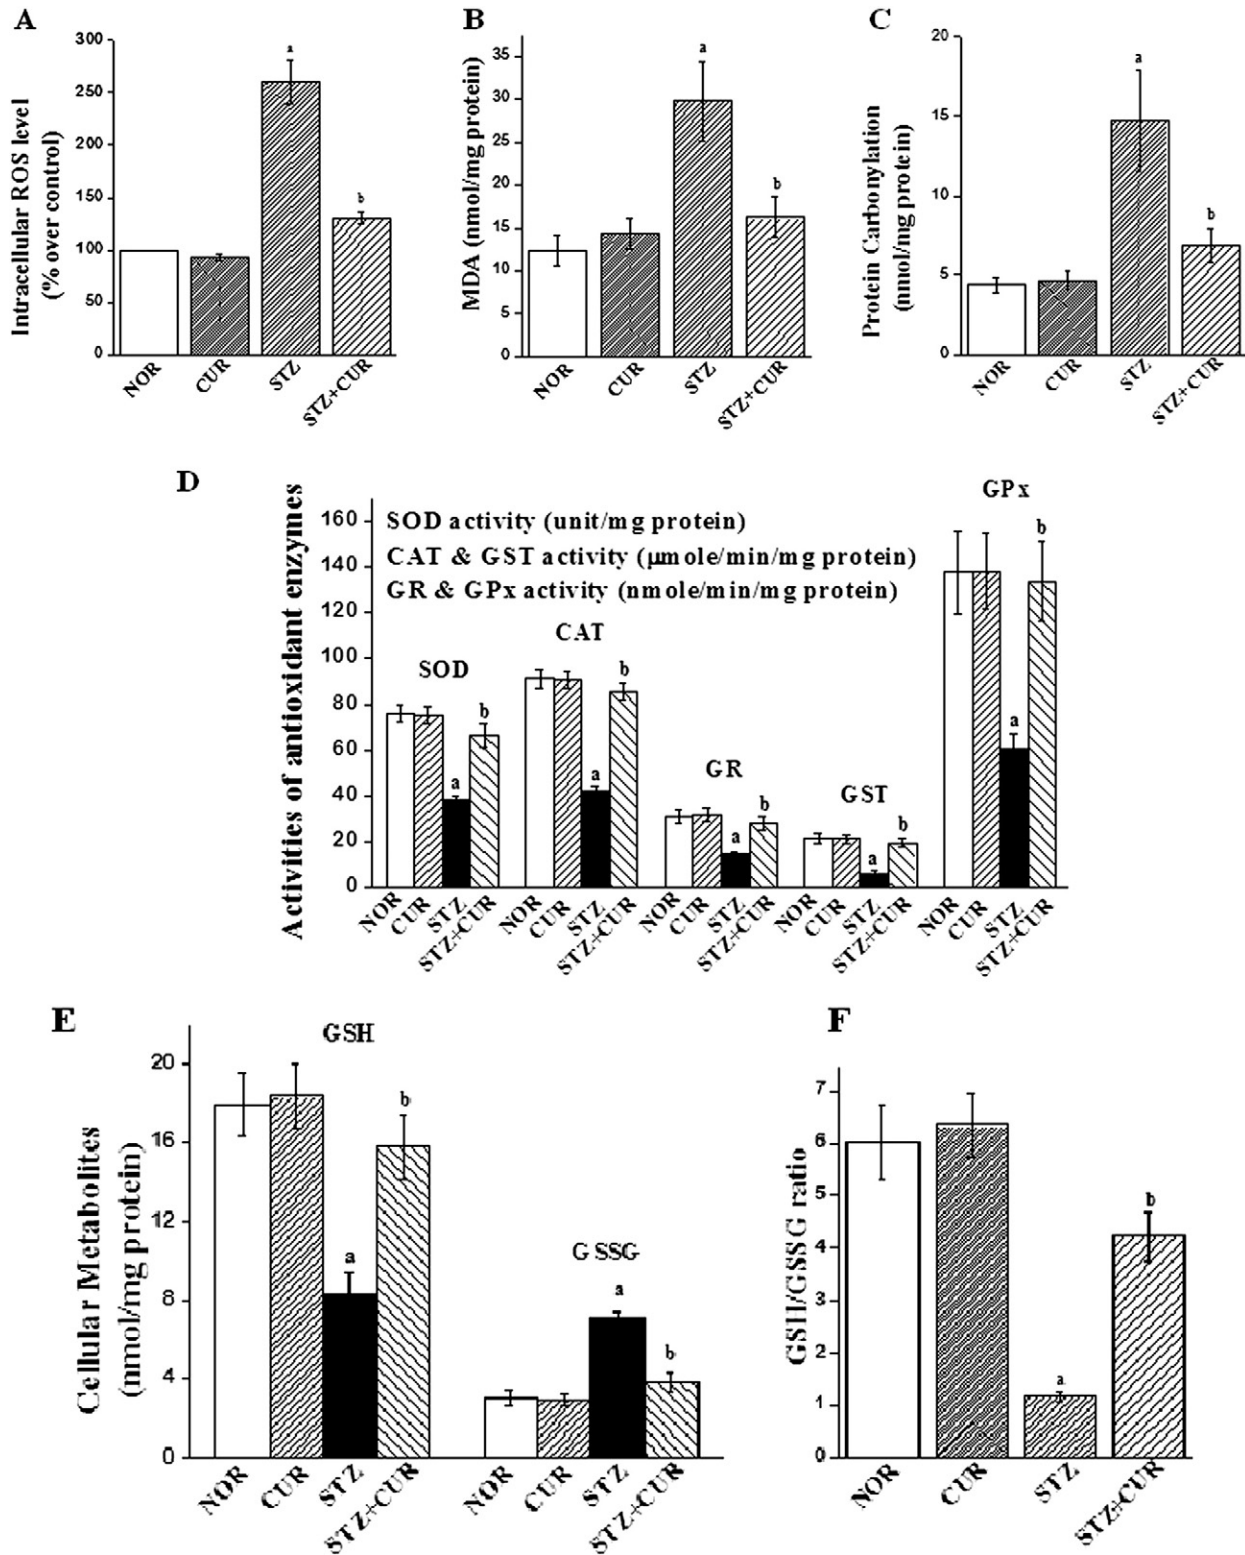 A
Intracellular ROS level
(% over control)
300
250
200
150
100
50
0
a
b
NOR
CUR
STZ
STZ+CUR
B
MDA (nmol/mg protein)
35
30
25
20
15
10
5
0
a
b
NOR
CUR
STZ
STZ+CUR
C
Protein Carbonylation
(nmol/mg protein)
20
15
10
5
0
a
b
NOR
CUR
STZ
STZ+CUR
D
Activities of antioxidant enzymes
160
140
120
100
80
60
40
20
0
SOD activity (unit/mg protein)
CAT & GST activity (μmole/min/mg protein)
GR & GPx activity (nmole/min/mg protein)
SOD
a
b
NOR
CUR
STZ
STZ+CUR
CAT
a
b
NOR
CUR
STZ
STZ+CUR
GR
a
b
NOR
CUR
STZ
STZ+CUR
GST
a
b
NOR
CUR
STZ
STZ+CUR
GPx
a
b
NOR
CUR
STZ
STZ+CUR
E
Cellular Metabolites
(nmol/mg protein)
20
16
12
8
4
0
GSH
a
b
NOR
CUR
STZ
STZ+CUR
GSSG
a
b
NOR
CUR
STZ
STZ+CUR
F
GSH/GSSG ratio
7
6
5
4
3
2
1
0
a
b
NOR
CUR
STZ
STZ+CUR